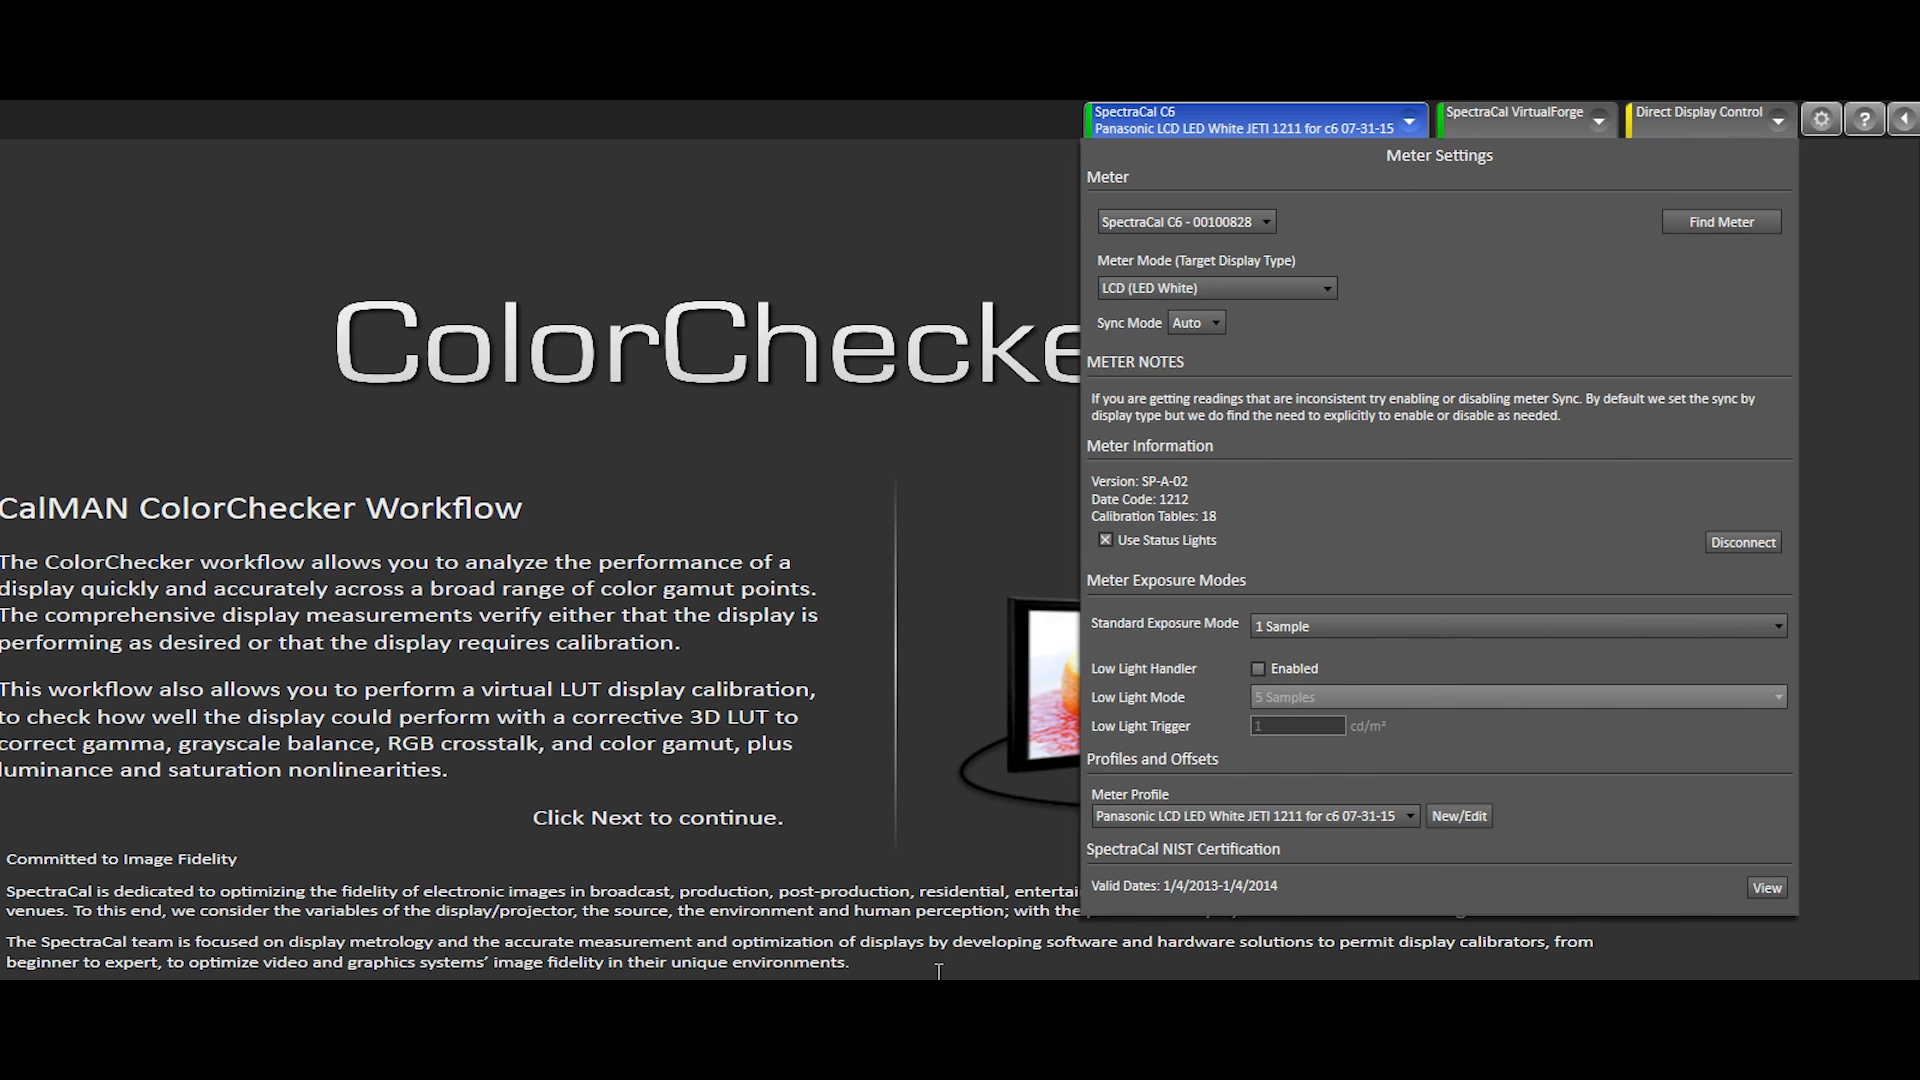 SpectraCal C6
Panasonic LCD LED White JETI 1211 for c6 07-31-15
SpectraCal VirtualForge
Direct Display Control
?
Meter Settings
Meter
SpectraCal C6 - 00100828
Find Meter
Meter Mode (Target Display Type)
LCD (LED White)
Sync Mode Auto
METER NOTES
If you are getting readings that are inconsistent try enabling or disabling meter Sync. By default we set the sync by
display type but we do find the need to explicitly to enable or disable as needed.
Meter Information
Version: SP-A-02
Date Code: 1212
Calibration Tables: 18
Use Status Lights
Disconnect
Meter Exposure Modes
Standard Exposure Mode 1 Sample
Low Light Handler Enabled
Low Light Mode 5 Samples
Low Light Trigger 1 cd/m²
Profiles and Offsets
Meter Profile
Panasonic LCD LED White JETI 1211 for c6 07-31-15 New/Edit
SpectraCal NIST Certification
Valid Dates: 1/4/2013-1/4/2014
View
ColorChecke
CalMAN ColorChecker Workflow
The ColorChecker workflow allows you to analyze the performance of a
display quickly and accurately across a broad range of color gamut points.
The comprehensive display measurements verify either that the display is
performing as desired or that the display requires calibration.
This workflow also allows you to perform a virtual LUT display calibration,
to check how well the display could perform with a corrective 3D LUT to
correct gamma, grayscale balance, RGB crosstalk, and color gamut, plus
luminance and saturation nonlinearities.
Click Next to continue.
Committed to Image Fidelity
SpectraCal is dedicated to optimizing the fidelity of electronic images in broadcast, production, post-production, residential, entertai
venues. To this end, we consider the variables of the display/projector, the source, the environment and human perception; with the
The SpectraCal team is focused on display metrology and the accurate measurement and optimization of displays by developing software and hardware solutions to permit display calibrators, from
beginner to expert, to optimize video and graphics systems' image fidelity in their unique environments.